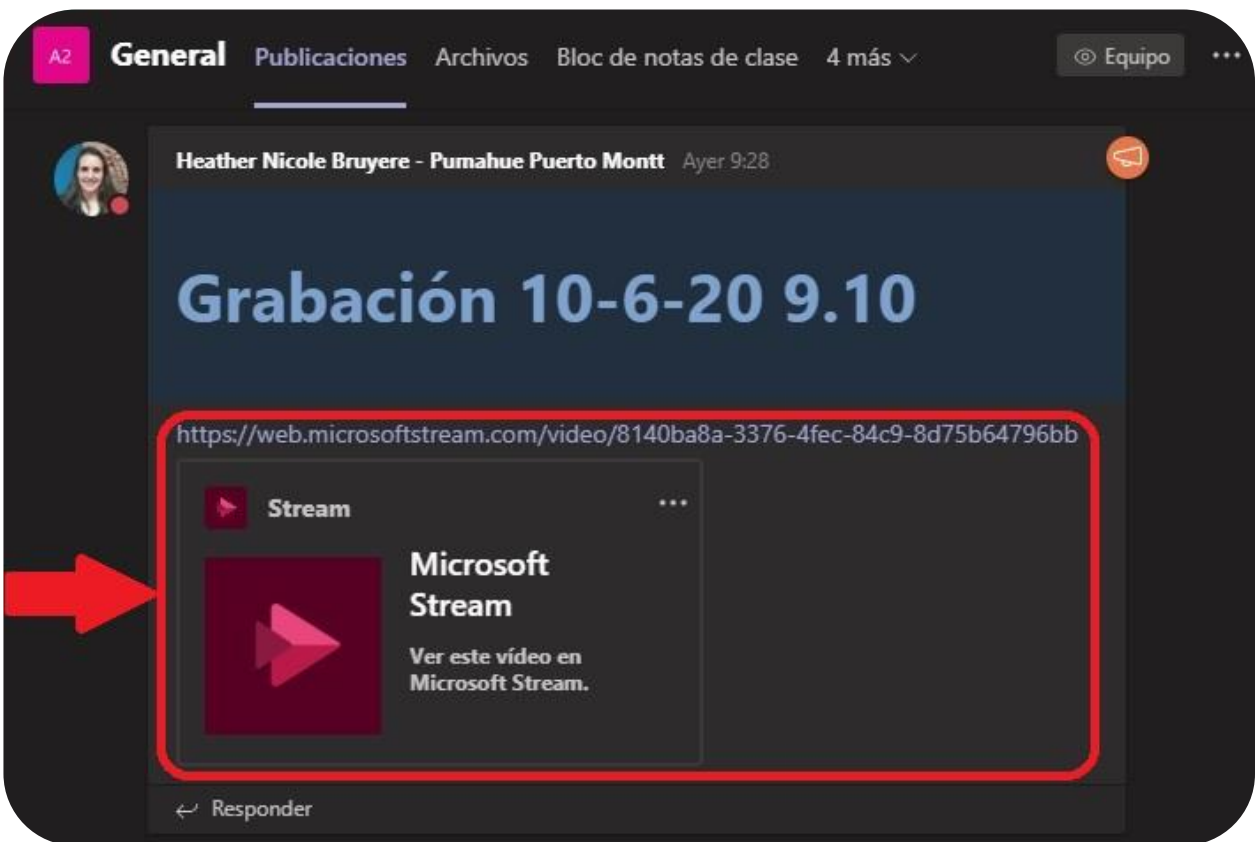 A2 General Publicaciones Archivos Bloc de notas de clase 4 más Equipo
Heather Nicole Bruyere - Pumahue Puerto Montt Ayer 9:28
Grabación 10-6-20 9.10
https://web.microsoftstream.com/video/8140ba8a-3376-4fec-84c9-8d75b64796bb
Stream
Microsoft
Stream
Ver este vídeo en
Microsoft Stream.
Responder